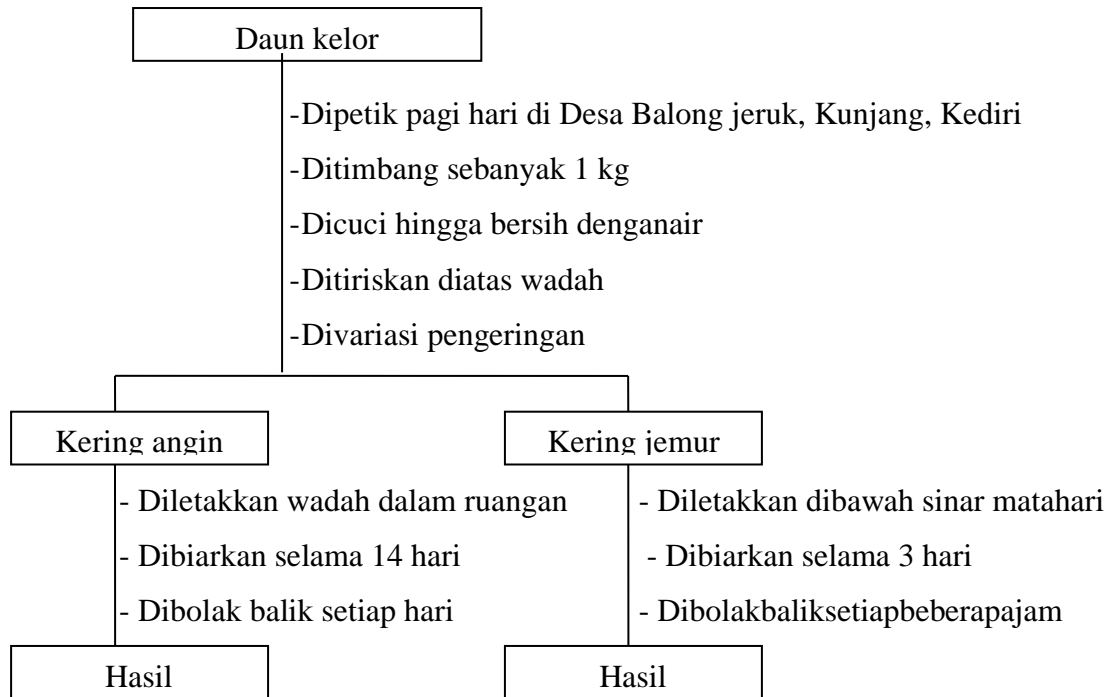 Daun kelor
-Dipetik pagi hari di Desa Balong jeruk, Kunjang, Kediri
-Ditimbang sebanyak 1 kg
-Dicuci hingga bersih denganair
-Ditiriskan diatas wadah
-Divariasi pengeringan
Kering angin
- Diletakkan wadah dalam ruangan
- Dibiarkan selama 14 hari
- Dibolak balik setiap hari
Hasil
Kering jemur
- Diletakkan dibawah sinar matahari
- Dibiarkan selama 3 hari
- Dibolakbaliksetiapbeberapajam
Hasil